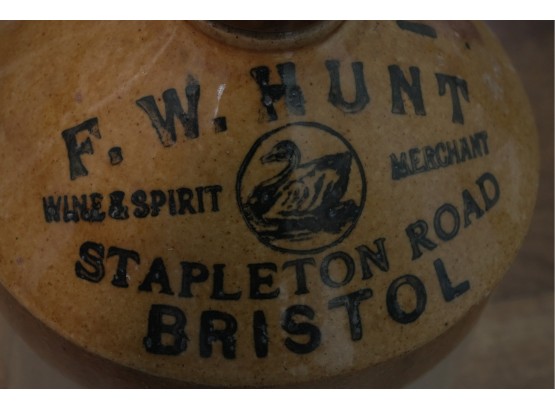 F. W. HUNT
WINE & SPIRIT MERCHANT
STAPLETON ROAD
BRISTOL